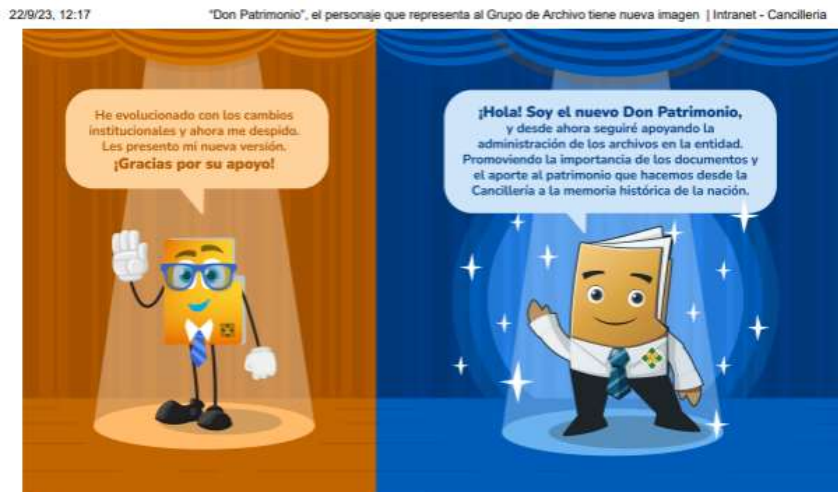 22/9/23, 12:17
"Don Patrimonio", el personaje que representa al Grupo de Archivo tiene nueva imagen | Intranet - Cancillería
He evolucionado con los cambios
institucionales y ahora me despido.
Les presento mi nueva versión.
¡Gracias por su apoyo!
¡Hola! Soy el nuevo Don Patrimonio,
y desde ahora seguiré apoyando la
administración de los archivos en la entidad.
Promoviendo la importancia de los documentos y
el aporte al patrimonio que hacemos desde la
Cancillería a la memoria histórica de la nación.